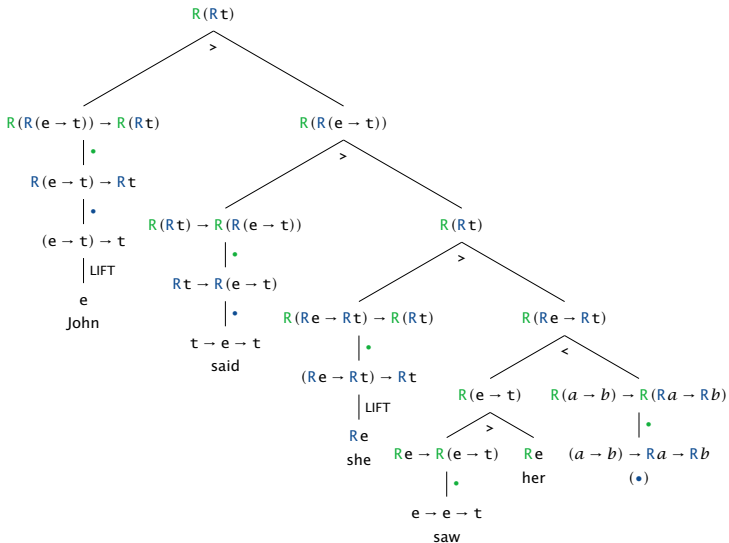 R(Rt)
>
R(R(e → t)) → R(Rt)
R(R(e → t))
•
>
R(e → t) → Rt
R(Rt) → R(R(e → t))
R(Rt)
•
•
>
(e → t) → t
Rt → R(e → t)
LIFT
•
R(Re → Rt) → R(Rt)
R(Re → Rt)
e
John
t → e → t
said
•
<
(Re → Rt) → Rt
R(e → t)
R(a → b) → R(Ra → Rb)
LIFT
>
•
Re
she
Re → R(e → t)
Re
her
(a → b) → Ra → Rb
(•)
•
e → e → t
saw